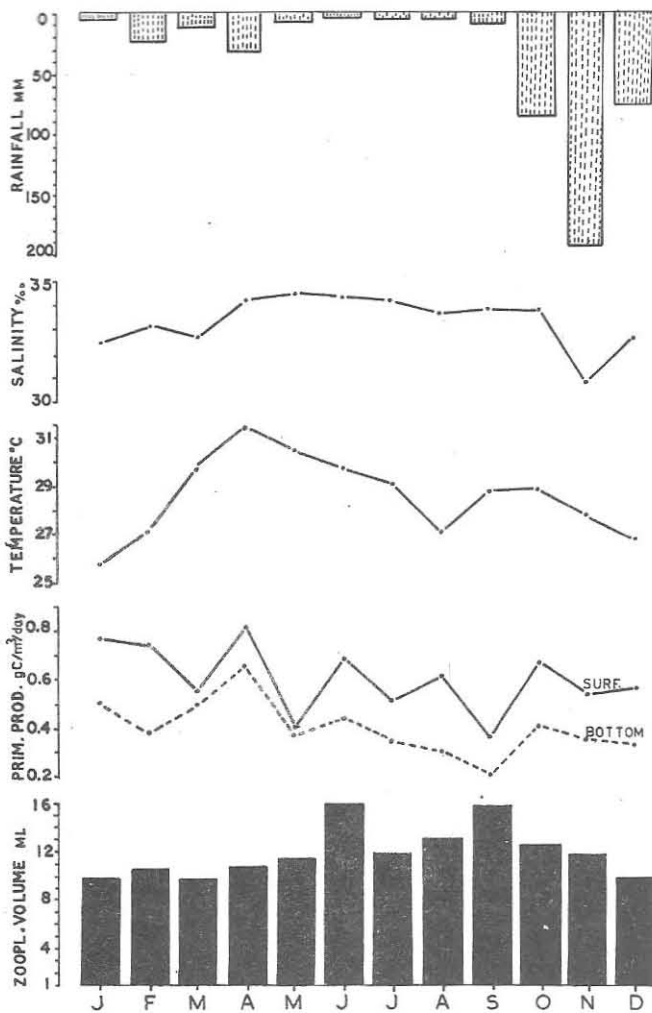 0
50
100
150
200
RAINFALL MM
35
30
SALINITY ‰
31
29
27
25
TEMPERATURE °C
0.8
0.6
0.4
0.2
PRIM. PROD. gC/m³/day
SURF.
BOTTOM
16
12
8
4
1
ZOOPL. VOLUME ML
J F M A M J J A S O N D